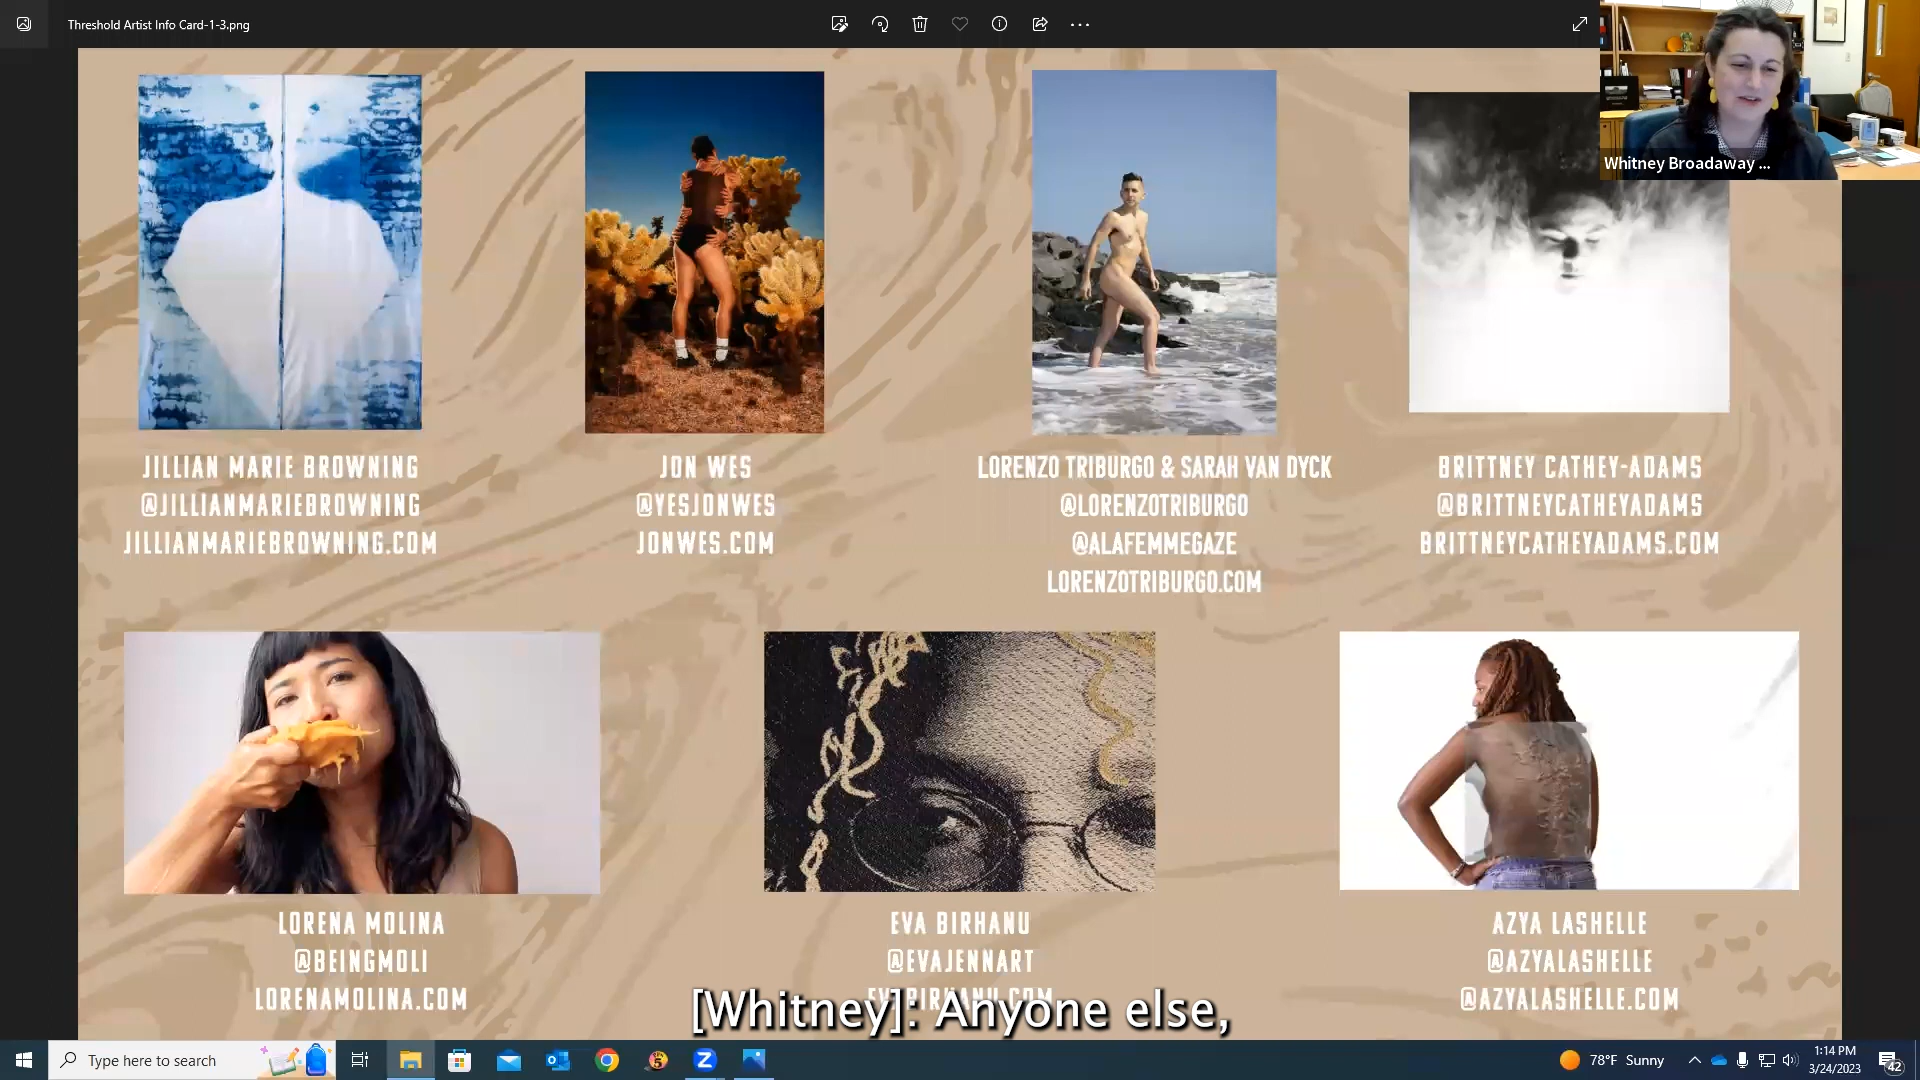 Threshold Artist Info Card-1-3.png
Whitney Broadaway ...
JILLIAN MARIE BROWNING
@JILLIANMARIEBROWNING
JILLIANMARIEBROWNING.COM
JON WES
@YESJONWES
JONWES.COM
LORENZO TRIBURGO & SARAH VAN DYCK
@LORENZOTRIBURGO
@ALAFEMMEGAZE
LORENZOTRIBURGO.COM
BRITTNEY CATHEY-ADAMS
@BRITTNEYCATHEYADAMS
BRITTNEYCATHEYADAMS.COM
LORENA MOLINA
@BEINGMOLI
LORENAMOLINA.COM
EVA BIRHANU
@EVAJENNART
EVABIRHANU.COM
AZYA LASHELLE
@AZYALASHELLE
@AZYALASHELLE.COM
[Whitney]: Anyone else,
Type here to search
78°F Sunny
1:14 PM
3/24/2023
42